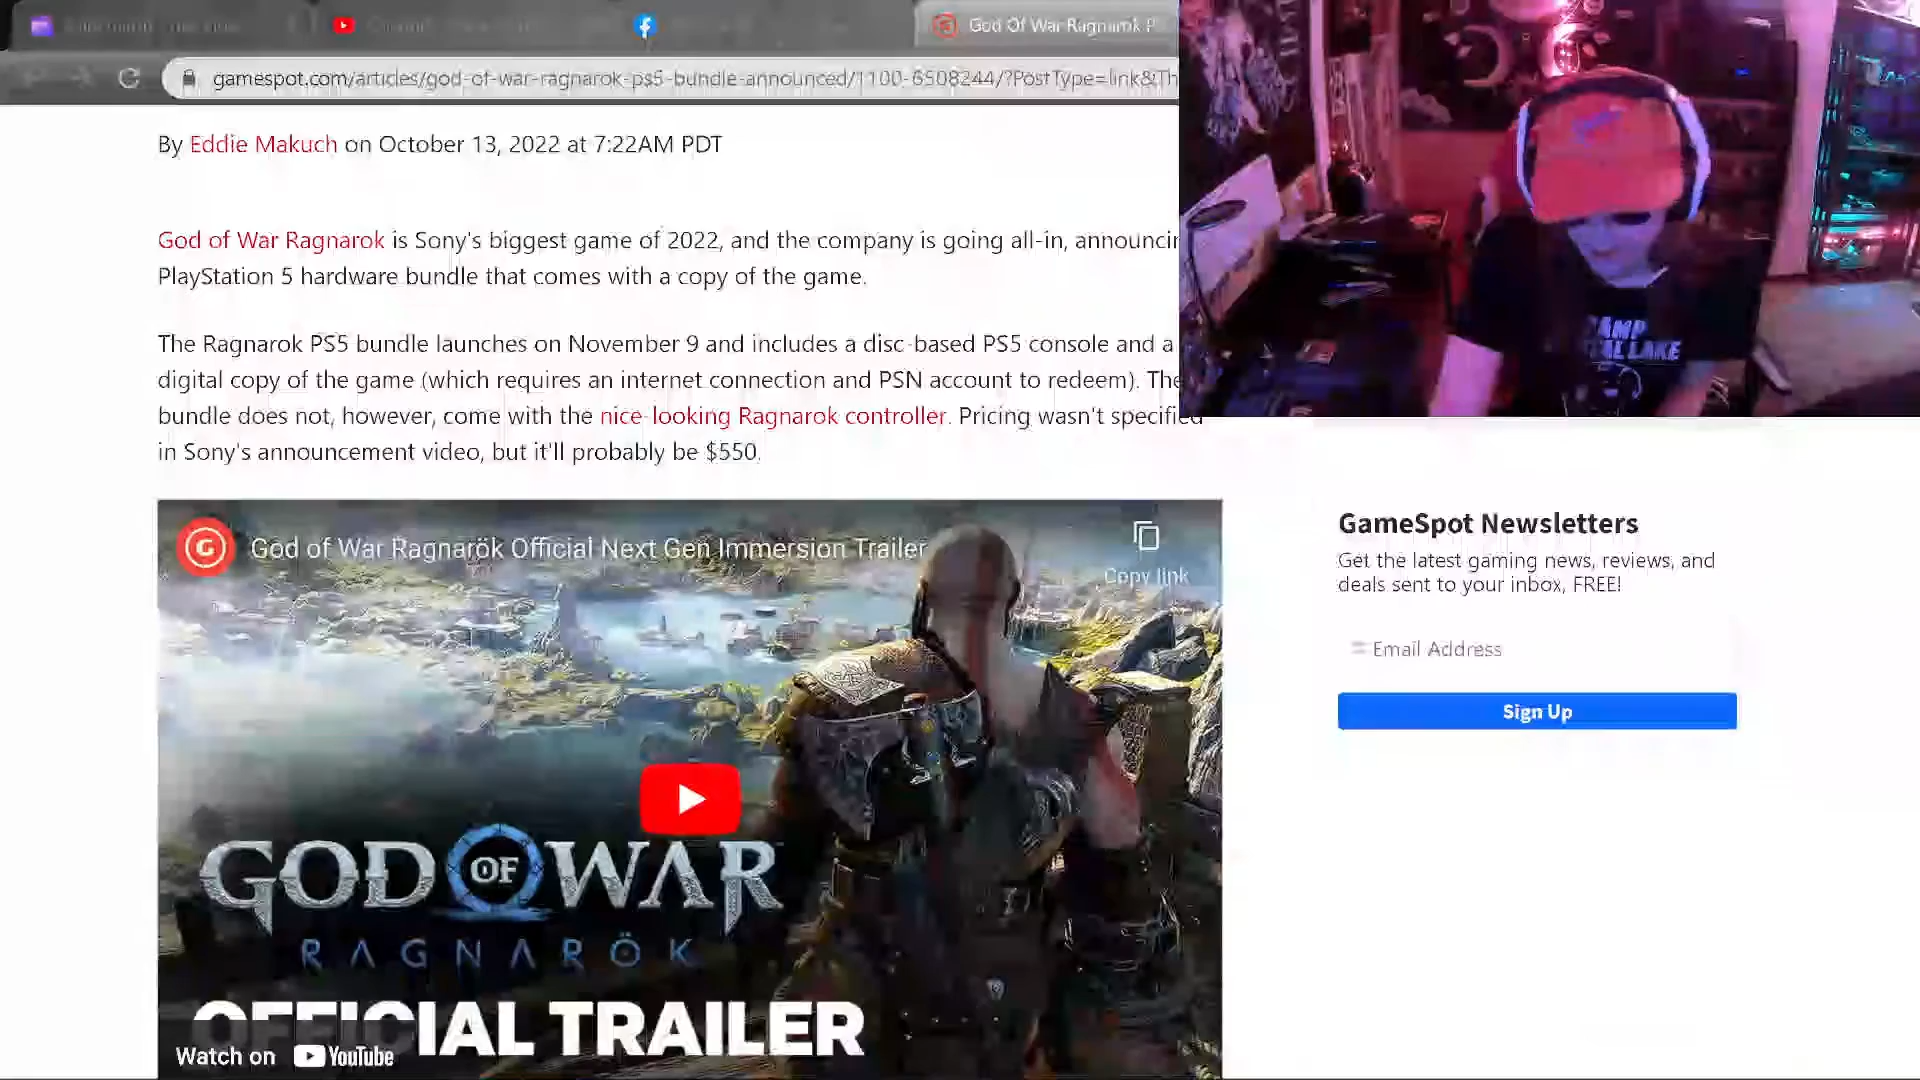 God Of War Ragnarok P
gamespot.com/articles/god-of-war-ragnarok-ps5-bundle-announced/1100-6508244/?PostType=link&Th
By Eddie Makuch on October 13, 2022 at 7:22AM PDT
God of War Ragnarok is Sony's biggest game of 2022, and the company is going all-in, announcin
PlayStation 5 hardware bundle that comes with a copy of the game.
The Ragnarok PS5 bundle launches on November 9 and includes a disc-based PS5 console and a
digital copy of the game (which requires an internet connection and PSN account to redeem). The
bundle does not, however, come with the nice-looking Ragnarok controller. Pricing wasn't specified
in Sony's announcement video, but it'll probably be $550.
God of War Ragnarök Official Next Gen Immersion Trailer
Copy link
GOD OF WAR
RAGNARÖK
OFFICIAL TRAILER
Watch on YouTube
GameSpot Newsletters
Get the latest gaming news, reviews, and
deals sent to your inbox, FREE!
Email Address
Sign Up
LAKE